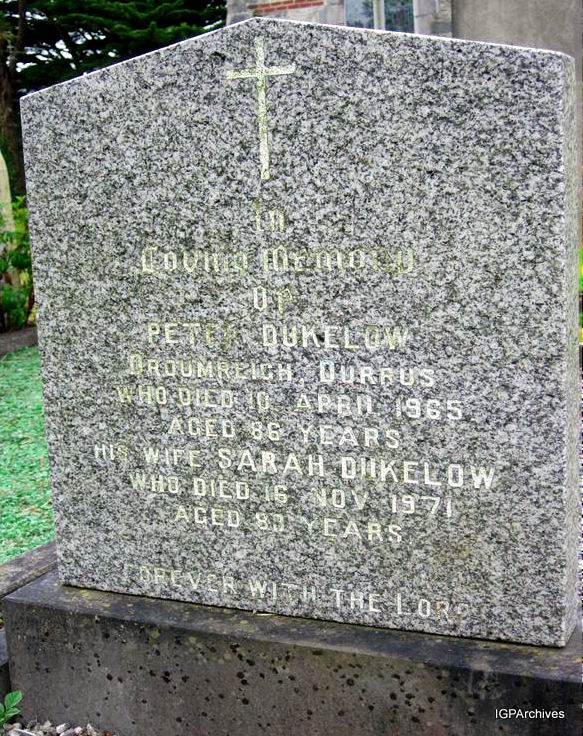 In
Loving Memory
Of
PETER DUKELOW
DROUMREIGH, DURRUS
WHO DIED 10 APRIL 1965
AGED 86 YEARS
HIS WIFE SARAH DUKELOW
WHO DIED 16 NOV 1971
AGED YEARS
FOREVER WITH THE LORD
IGPArchives